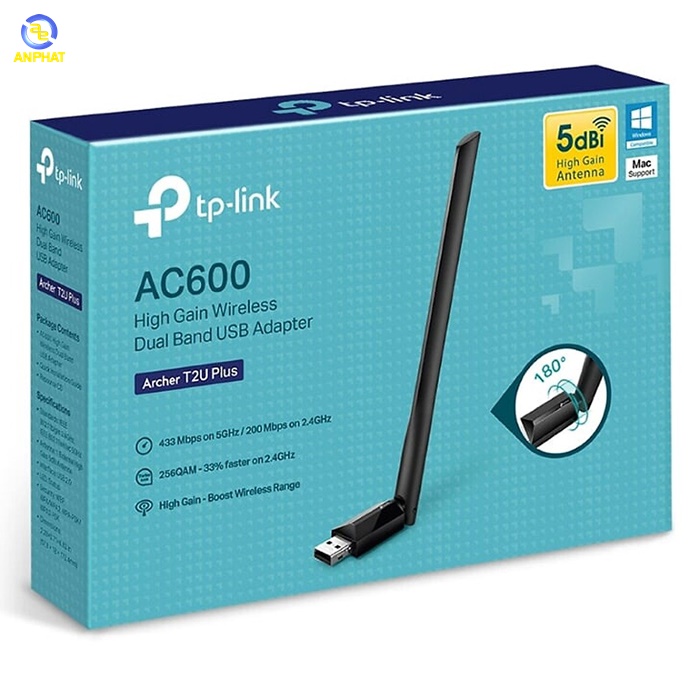 ANPHAT
tp-link
tp-link
AC600
High Gain Wireless
Dual Band USB Adapter
Archer T2U Plus
Package Contents
Specifications
tp-link
AC600
High Gain Wireless
Dual Band USB Adapter
Archer T2U Plus
433 Mbps on 5GHz / 200 Mbps on 2.4GHz
256QAM - 33% faster on 2.4GHz
High Gain - Boost Wireless Range
5dBi
High Gain
Antenna
Windows
Compatible
Mac
Support
180°